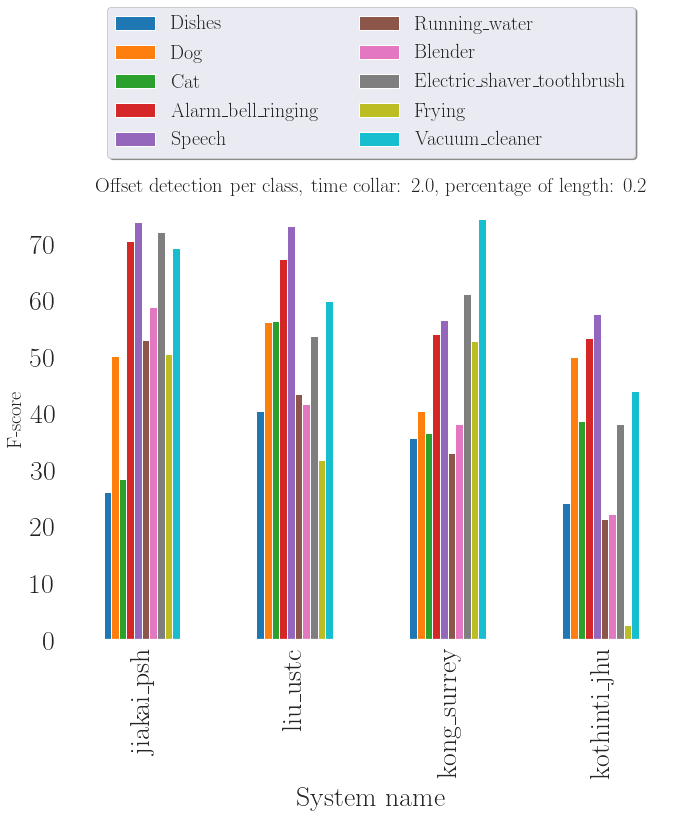 Dishes
Dog
Cat
Alarm_bell_ringing
Speech
Running_water
Blender
Electric_shaver_toothbrush
Frying
Vacuum_cleaner
Offset detection per class, time collar: 2.0, percentage of length: 0.2
F-score
70
60
50
40
30
20
10
0
jiakai_psh
liu_ustc
kong_surrey
kothinti_jhu
System name